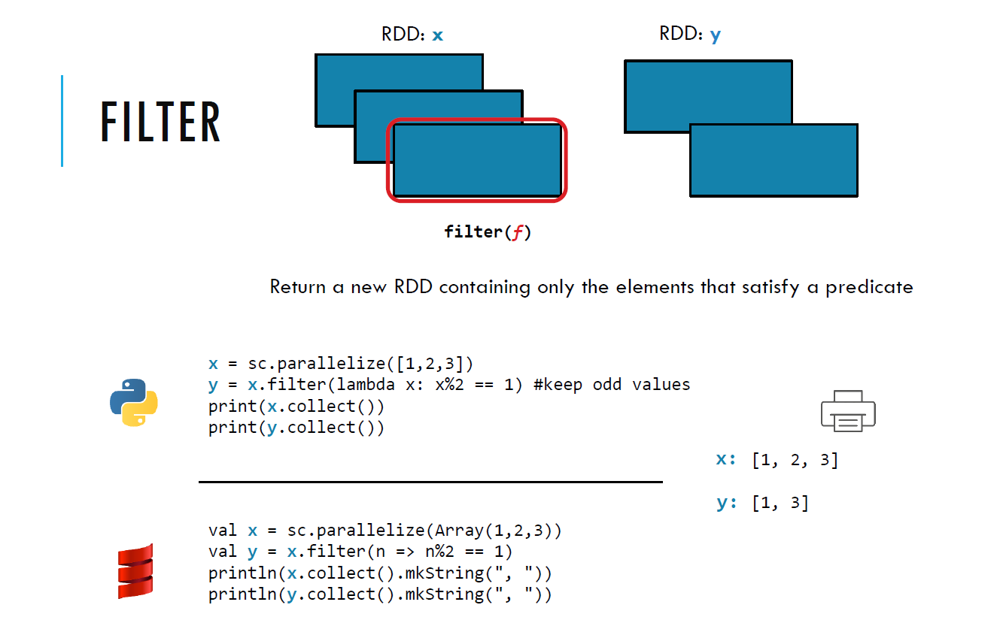 RDD: x
RDD: y
FILTER
filter(f)
Return a new RDD containing only the elements that satisfy a predicate
x = sc.parallelize([1,2,3])
y = x.filter(lambda x: x%2 == 1) #keep odd values
print(x.collect())
print(y.collect())
x: [1, 2, 3]
y: [1, 3]
val x = sc.parallelize(Array(1,2,3))
val y = x.filter(n => n%2 == 1)
println(x.collect().mkString(", "))
println(y.collect().mkString(", "))